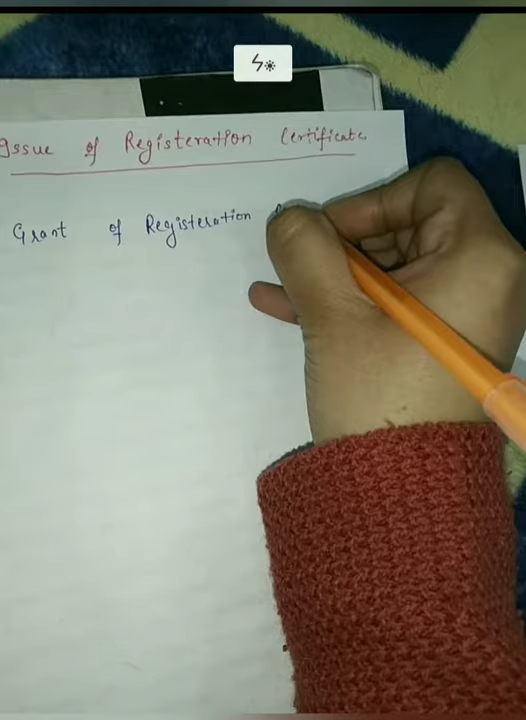 Issue of Registeration Certificate
Grant of Registeration